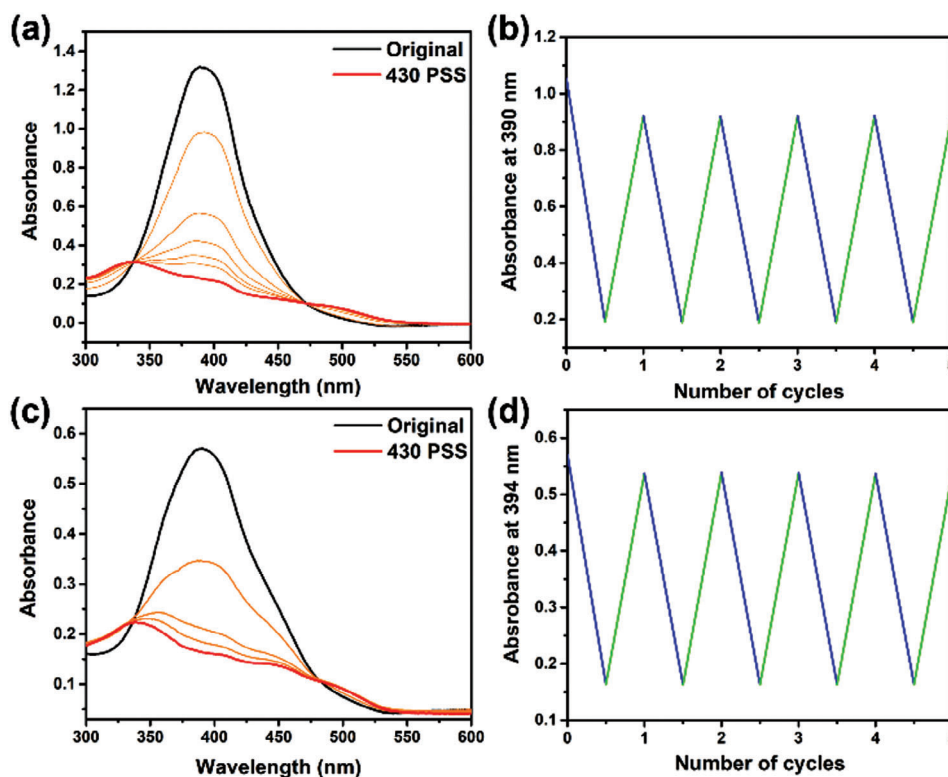 (a)
Original
430 PSS
Absorbance
1.4
1.2
1.0
0.8
0.6
0.4
0.2
0.0
300 350 400 450 500 550 600
Wavelength (nm)
(b)
Absorbance at 390 nm
1.2
1.0
0.8
0.6
0.4
0.2
0 1 2 3 4 5
Number of cycles
(c)
Original
430 PSS
Absorbance
0.6
0.5
0.4
0.3
0.2
0.1
300 350 400 450 500 550 600
Wavelength (nm)
(d)
Absrobance at 394 nm
0.6
0.5
0.4
0.3
0.2
0.1
0 1 2 3 4 5
Number of cycles